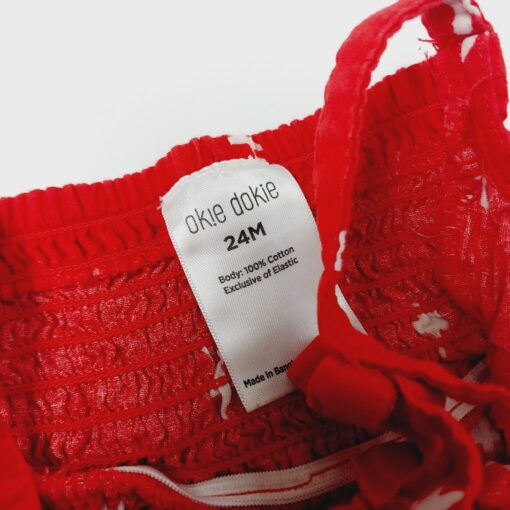 okie dokie
24M
Body: 100% Cotton
Exclusive of Elastic
Made in